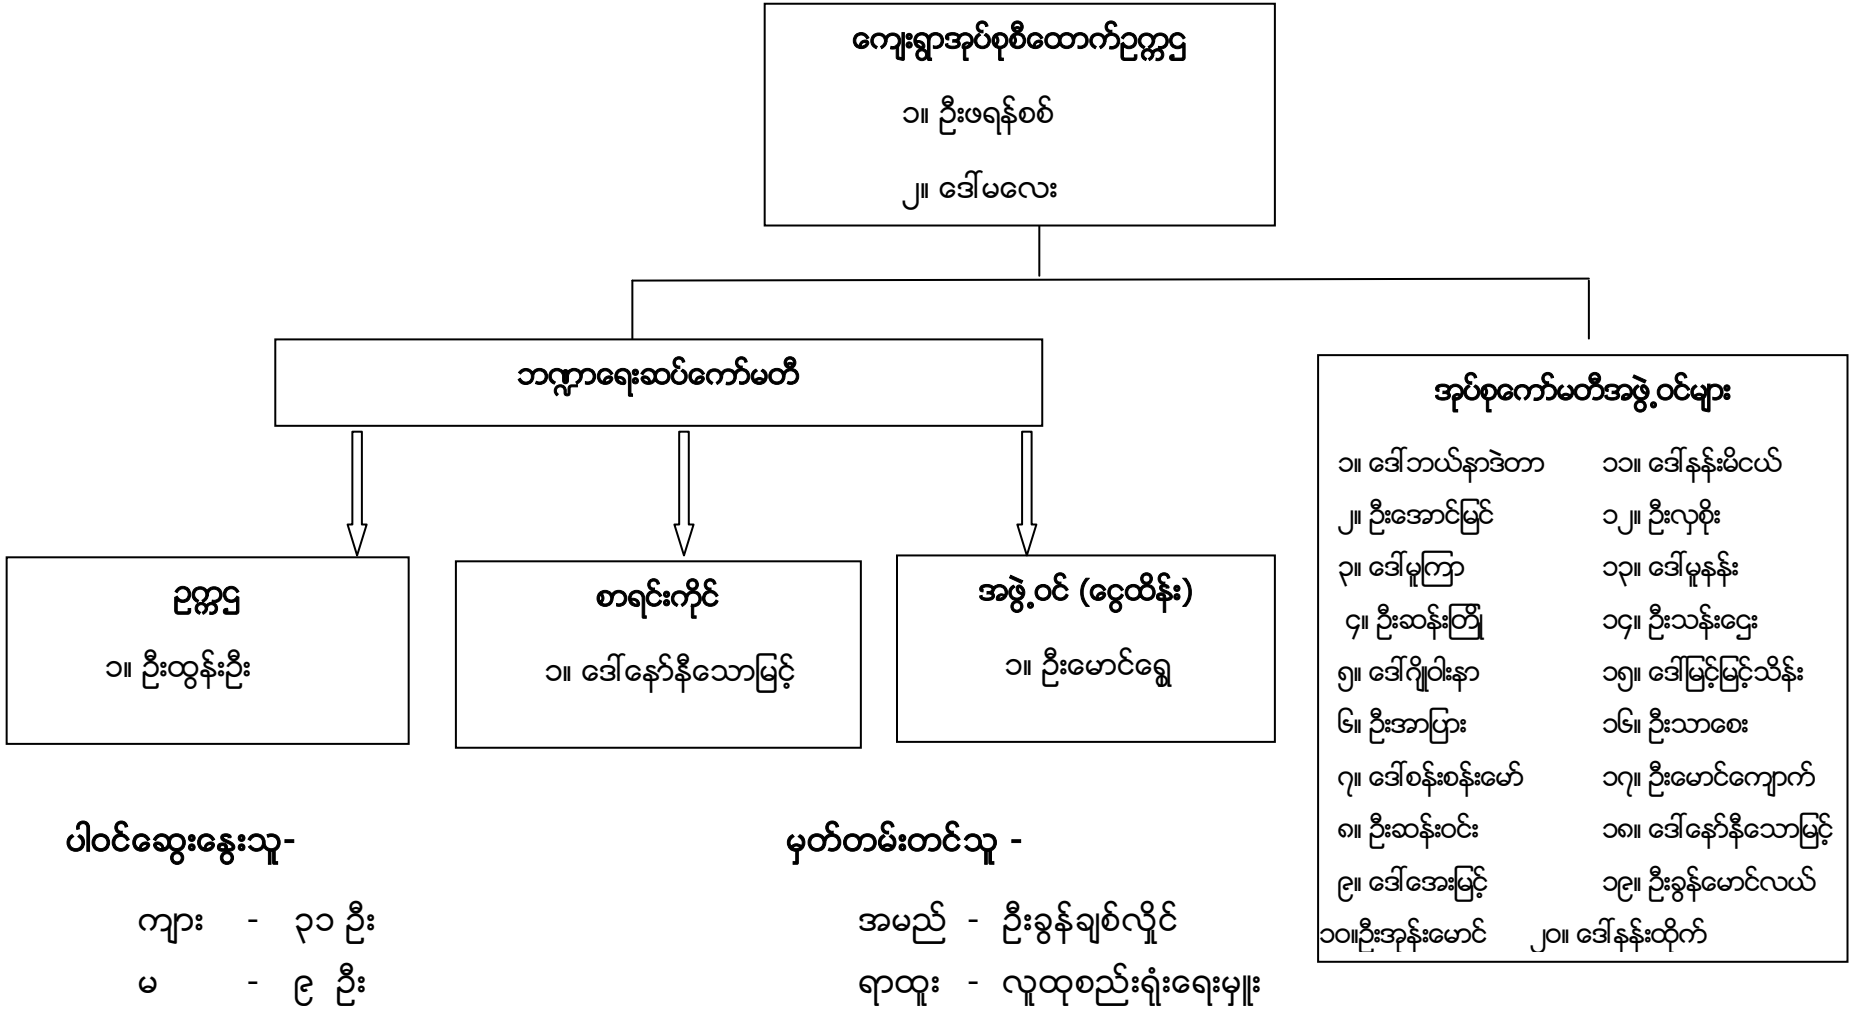 ကျေးရွာအုပ်စုစီထောက်ဥက္ကဌ
၁။ ဦးဖရန်စစ်
၂။ ဒေါ်မလေး
ဘဏ္ဍာရေးဆပ်ကော်မတီ
ဥက္ကဌ
၁။ ဦးထွန်းဦး
စာရင်းကိုင်
၁။ ဒေါ်နော်နီသောမြင့်
အဖွဲ့ဝင် (ငွေထိန်း)
၁။ ဦးမောင်ရွှေ
အုပ်စုကော်မတီအဖွဲ့ဝင်များ
၁။ ဒေါ်ဘယ်နာဒဲတာ ၁၁။ ဒေါ်နန်းမိငယ်
၂။ ဦးအောင်မြင် ၁၂။ ဦးလှစိုး
၃။ ဒေါ်မူကြာ ၁၃။ ဒေါ်မူနန်း
၄။ ဦးဆန်းတြို ၁၄။ ဦးသန်းဌေး
၅။ ဒေါ်ဂျိုဝါးနာ ၁၅။ ဒေါ်မြင့်မြင့်သိန်း
၆။ ဦးအာပြား ၁၆။ ဦးသာစေး
၇။ ဒေါ်စန်းစန်းမော် ၁၇။ ဦးမောင်ကျောက်
၈။ ဦးဆန်းဝင်း ၁၈။ ဒေါ်နော်နီသောမြင့်
၉။ ဒေါ်အေးမြင့် ၁၉။ ဦးခွန်မောင်လယ်
၁၀။ဦးအုန်းမောင် ၂၀။ ဒေါ်နန်းထိုက်
ပါဝင်ဆွေးနွေးသူ-
ကျား - ၃၁ ဦး
မ - ၉ ဦး
မှတ်တမ်းတင်သူ -
အမည် - ဦးခွန်ချစ်လှိုင်
ရာထူး - လူထုစည်းရုံးရေးမှူး